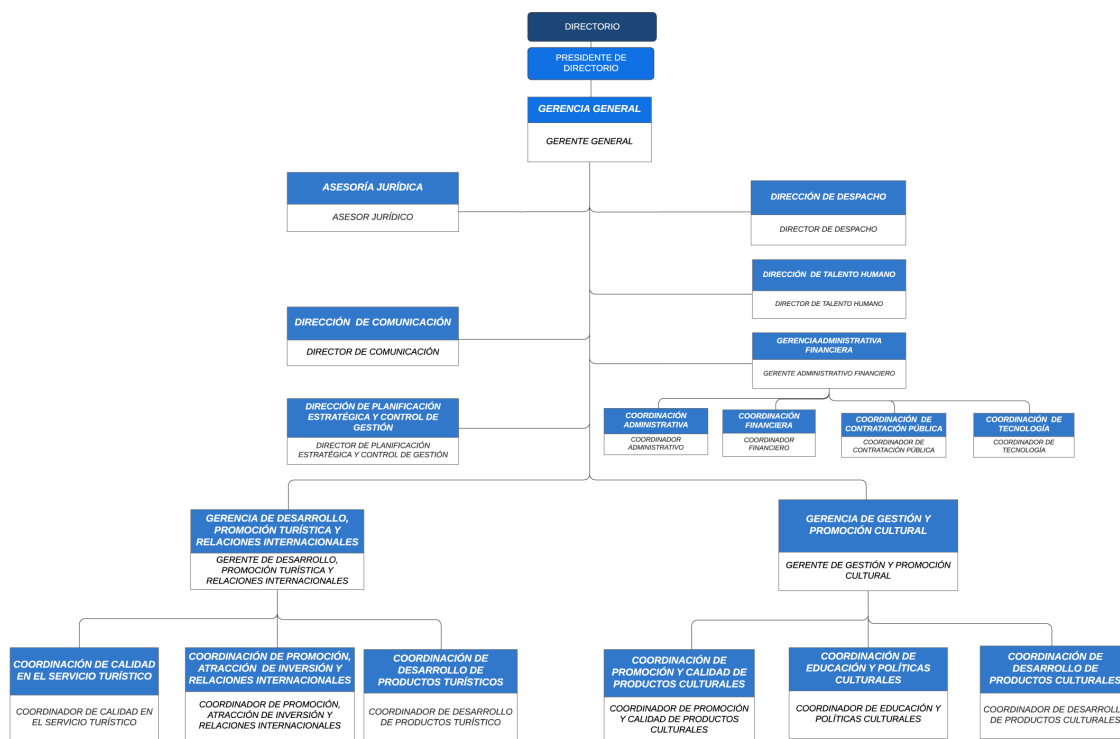 DIRECTORIO
PRESIDENTE DE
DIRECTORIO
GERENCIA GENERAL
GERENTE GENERAL
ASESORÍA JURÍDICA
ASESOR JURÍDICO
DIRECCIÓN DE DESPACHO
DIRECTOR DE DESPACHO
DIRECCIÓN DE TALENTO HUMANO
DIRECTOR DE TALENTO HUMANO
DIRECCIÓN DE COMUNICACIÓN
DIRECTOR DE COMUNICACIÓN
GERENCIAADMINISTRATIVA
FINANCIERA
GERENTE ADMINISTRATIVO FINANCIERO
DIRECCIÓN DE PLANIFICACIÓN
ESTRATÉGICA Y CONTROL DE
GESTIÓN
DIRECTOR DE PLANIFICACIÓN
ESTRATÉGICA Y CONTROL DE GESTIÓN
COORDINACIÓN
ADMINISTRATIVA
COORDINADOR
ADMINISTRATIVO
COORDINACIÓN
FINANCIERA
COORDINADOR
FINANCIERO
COORDINACIÓN DE
CONTRATACIÓN PÚBLICA
COORDINADOR DE
CONTRATACIÓN PÚBLICA
COORDINACIÓN DE
TECNOLOGÍA
COORDINADOR DE
TECNOLOGÍA
GERENCIA DE DESARROLLO,
PROMOCIÓN TURÍSTICA Y
RELACIONES INTERNACIONALES
GERENTE DE DESARROLLO,
PROMOCIÓN TURÍSTICA Y
RELACIONES INTERNACIONALES
GERENCIA DE GESTIÓN Y
PROMOCIÓN CULTURAL
GERENTE DE GESTIÓN Y PROMOCIÓN
CULTURAL
COORDINACIÓN DE CALIDAD
EN EL SERVICIO TURÍSTICO
COORDINADOR DE CALIDAD EN
EL SERVICIO TURÍSTICO
COORDINACIÓN DE PROMOCIÓN,
ATRACCIÓN DE INVERSIÓN Y
RELACIONES INTERNACIONALES
COORDINADOR DE PROMOCIÓN,
ATRACCIÓN DE INVERSIÓN Y
RELACIONES INTERNACIONALES
COORDINACIÓN DE
DESARROLLO DE
PRODUCTOS TURÍSTICOS
COORDINADOR DE DESARROLLO
DE PRODUCTOS TURÍSTICO
COORDINACIÓN DE
PROMOCIÓN Y CALIDAD DE
PRODUCTOS CULTURALES
COORDINADOR DE PROMOCIÓN
Y CALIDAD DE PRODUCTOS
CULTURALES
COORDINACIÓN DE
EDUCACIÓN Y POLÍTICAS
CULTURALES
COORDINADOR DE EDUCACIÓN Y
POLÍTICAS CULTURALES
COORDINACIÓN DE
DESARROLLO DE
PRODUCTOS CULTURALES
COORDINADOR DE DESARROLL
DE PRODUCTOS CULTURALES